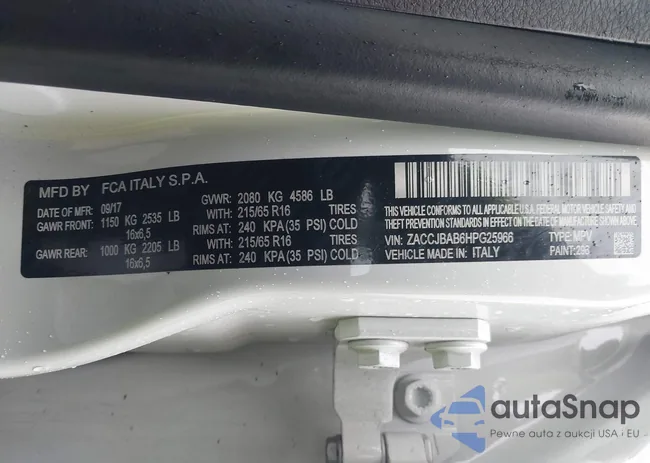 MFD BY FCA ITALY S.P.A.
DATE OF MFR: 09/17
GVWR: 2080 KG 4586 LB
GAWR FRONT: 1150 KG 2535 LB
WITH: 215/65 R16 TIRES
16x6,5
RIMS AT: 240 KPA (35 PSI) COLD
GAWR REAR: 1000 KG 2205 LB
WITH: 215/65 R16 TIRES
16x6,5
RIMS AT: 240 KPA (35 PSI) COLD
THIS VEHICLE CONFORMS TO ALL APPLICABLE U.S.A. FEDERAL MOTOR VEHICLE SAFETY, BUMPER, AND
THEFT PREVENTION STANDARDS IN EFFECT ON THE DATE OF MANUFACTURE SHOWN ABOVE.
VIN: ZACCJBAB6HPG25966 TYPE: MPV
VEHICLE MADE IN: ITALY PAINT: 296
autaSnap
Pewne auta z aukcji USA i EU